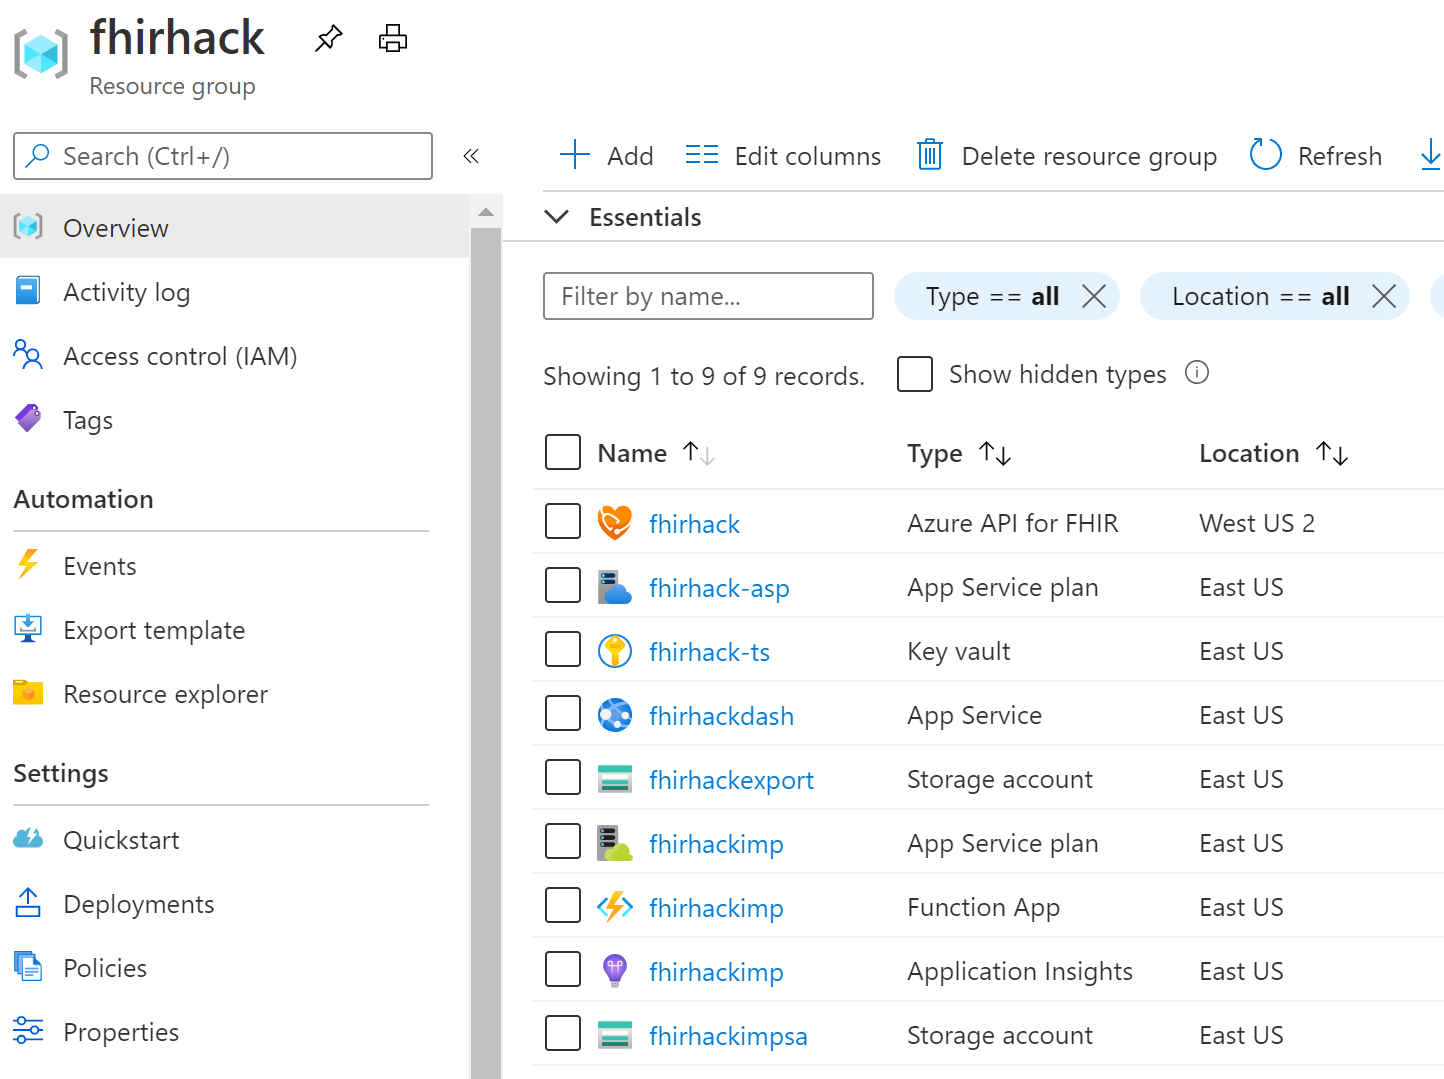 fhirhack
Resource group
Search (Ctrl+/)
«
Add
Edit columns
Delete resource group
Refresh
Overview
Activity log
Access control (IAM)
Tags
Automation
Events
Export template
Resource explorer
Settings
Quickstart
Deployments
Policies
Properties
Essentials
Filter by name...
Type == all
Location == all
Showing 1 to 9 of 9 records.
Show hidden types
Name Type Location
fhirhack Azure API for FHIR West US 2
fhirhack-asp App Service plan East US
fhirhack-ts Key vault East US
fhirhackdash App Service East US
fhirhackexport Storage account East US
fhirhackimp App Service plan East US
fhirhackimp Function App East US
fhirhackimp Application Insights East US
fhirhackimpsa Storage account East US